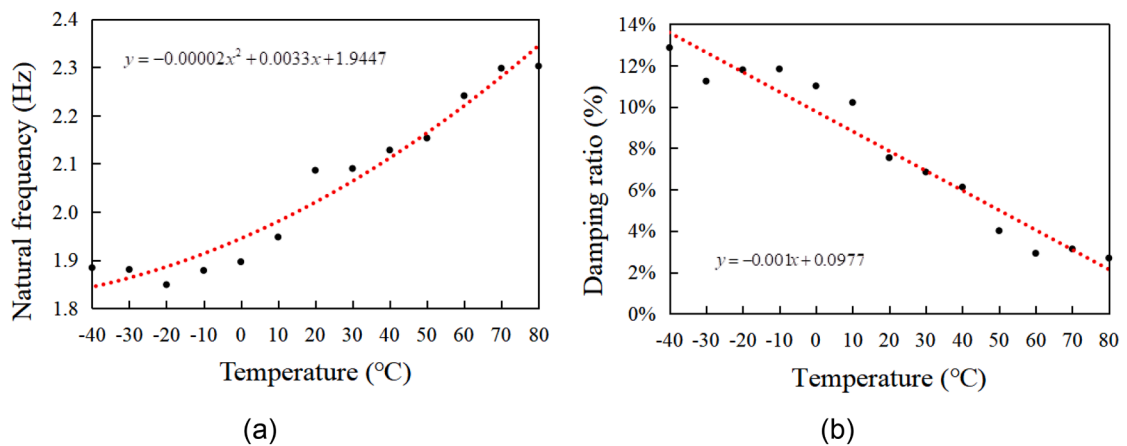 2.4
2.3
2.2
2.1
2.0
1.9
1.8
Natural frequency (Hz)
y = −0.00002x² + 0.0033x + 1.9447
-40 -30 -20 -10 0 10 20 30 40 50 60 70 80
Temperature (°C)
(a)
14%
12%
10%
8%
6%
4%
2%
0%
Damping ratio (%)
y = −0.001x + 0.0977
-40 -30 -20 -10 0 10 20 30 40 50 60 70 80
Temperature (°C)
(b)